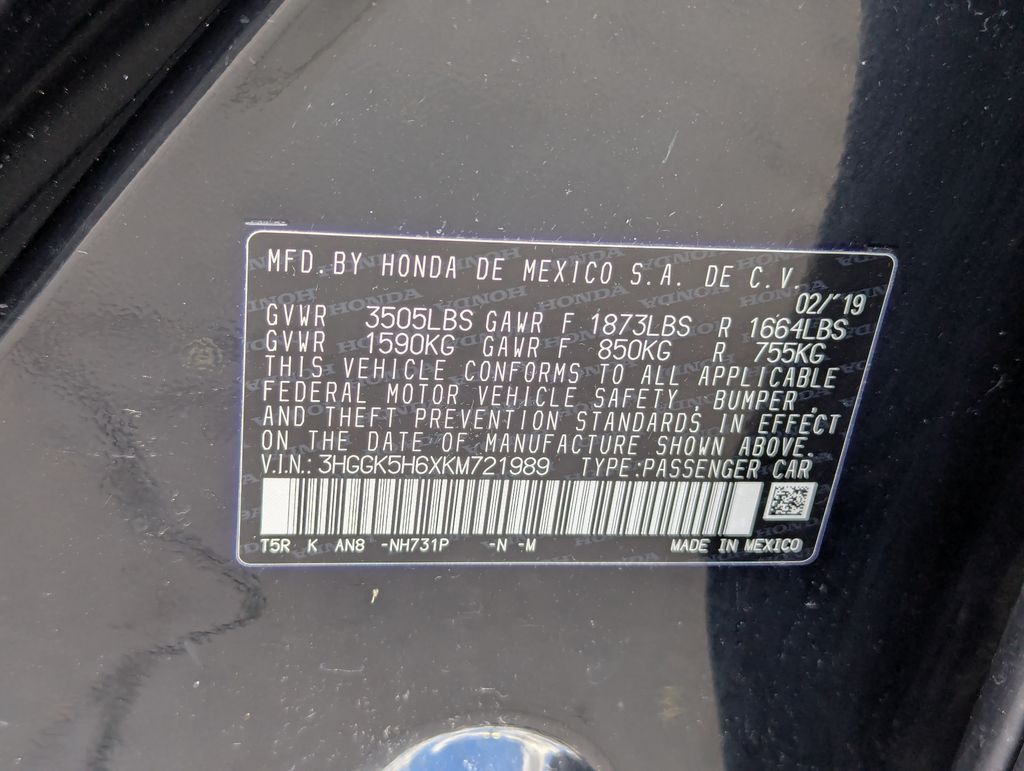 MFD. BY HONDA DE MEXICO S.A. DE C.V.
02/'19
GVWR 3505LBS GAWR F 1873LBS R 1664LBS
GVWR 1590KG GAWR F 850KG R 755KG
THIS VEHICLE CONFORMS TO ALL APPLICABLE
FEDERAL MOTOR VEHICLE SAFETY, BUMPER,
AND THEFT PREVENTION STANDARDS IN EFFECT
ON THE DATE OF MANUFACTURE SHOWN ABOVE.
V.I.N.: 3HGGK5H6XKM721989 TYPE:PASSENGER CAR
T5R K AN8 -NH731P -N -M MADE IN MEXICO